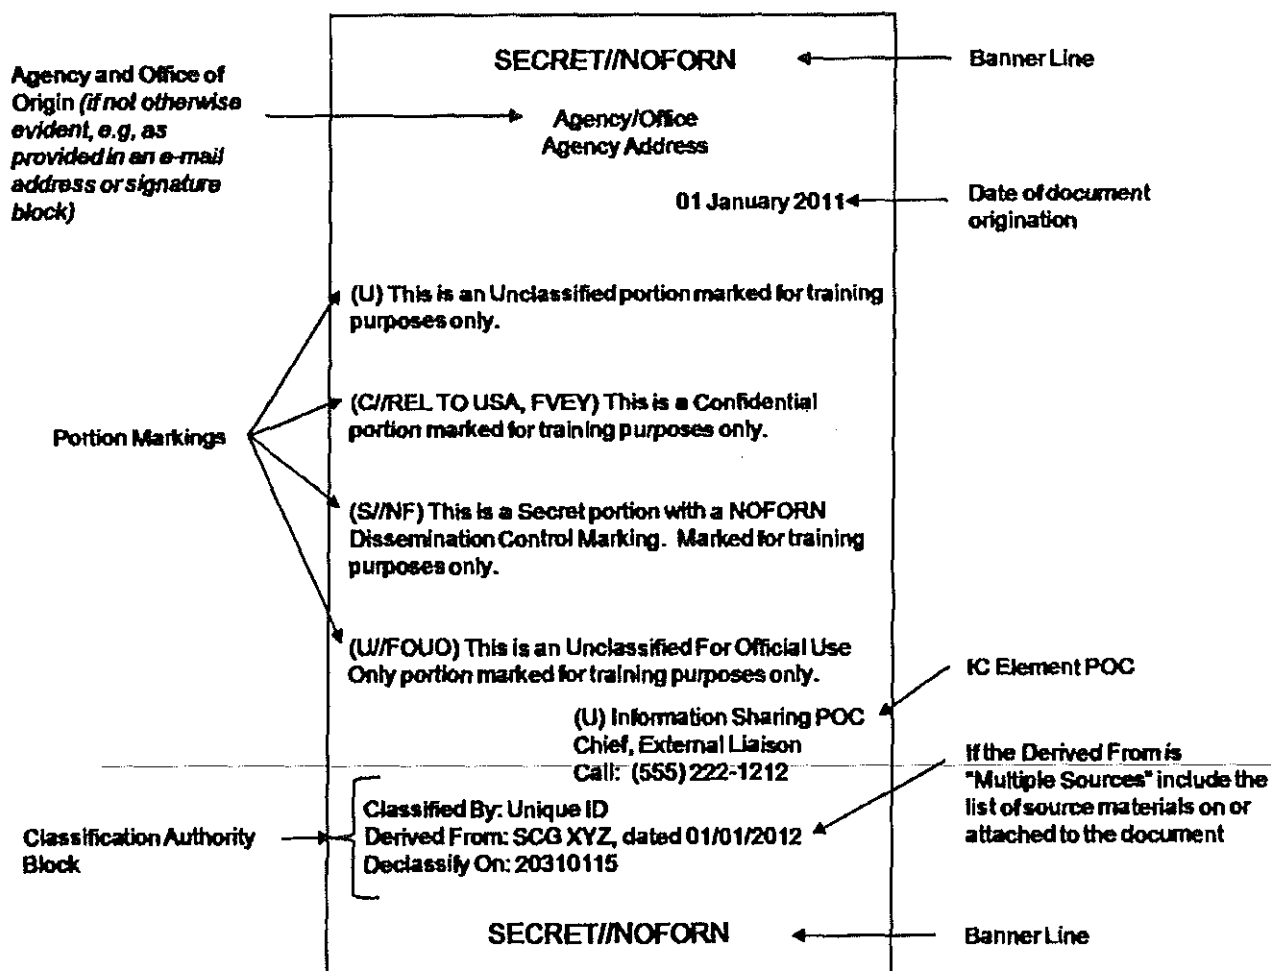 SECRET//NOFORN
Banner Line
Agency and Office of
Origin (if not otherwise
evident, e.g, as
provided in an e-mail
address or signature
block)
Agency/Office
Agency Address
01 January 2011
Date of document
origination
(U) This is an Unclassified portion marked for training
purposes only.
Portion Markings
(C//REL TO USA, FVEY) This is a Confidential
portion marked for training purposes only.
(S//NF) This is a Secret portion with a NOFORN
Dissemination Control Marking. Marked for training
purposes only.
(U//FOUO) This is an Unclassified For Official Use
Only portion marked for training purposes only.
IC Element POC
(U) Information Sharing POC
Chief, External Liaison
Call: (555) 222-1212
If the Derived From is
"Multiple Sources" include the
list of source materials on or
attached to the document
Classification Authority
Block
Classified By: Unique ID
Derived From: SCG XYZ, dated 01/01/2012
Declassify On: 20310115
SECRET//NOFORN
Banner Line